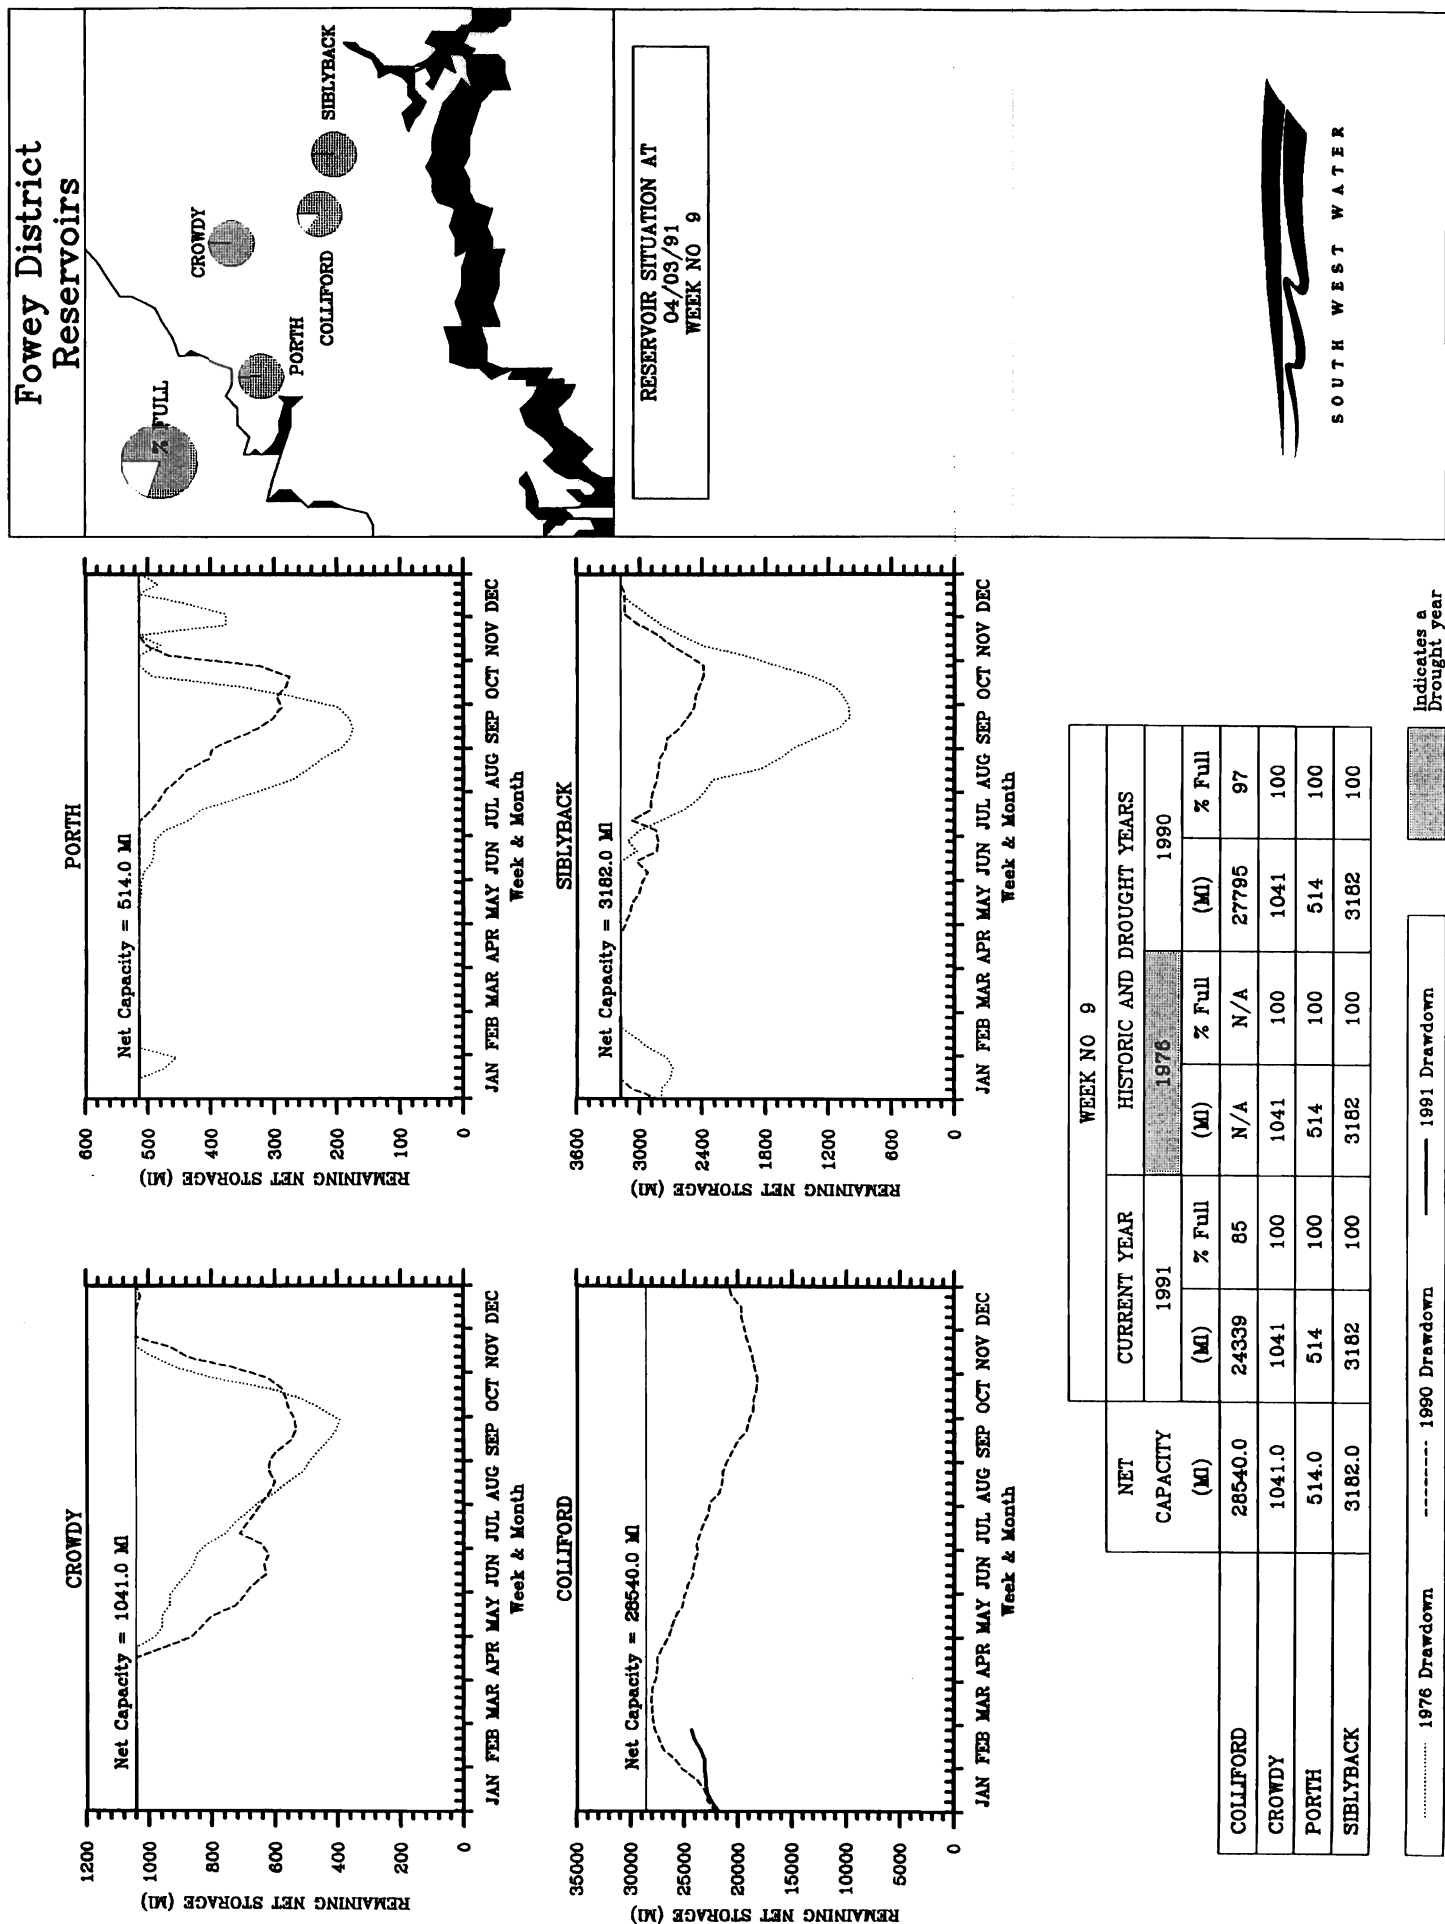 Fowey District
Reservoirs
% FULL
CROWDY
PORTH
COLLIFORD
SIBLYBACK
RESERVOIR SITUATION AT
04/03/91
WEEK NO 9
SOUTH WEST WATER
CROWDY
REMAINING NET STORAGE (Ml)
1200
1000
800
600
400
200
0
Net Capacity = 1041.0 Ml
JAN FEB MAR APR MAY JUN JUL AUG SEP OCT NOV DEC
Week & Month
PORTH
REMAINING NET STORAGE (Ml)
600
500
400
300
200
100
0
Net Capacity = 514.0 Ml
JAN FEB MAR APR MAY JUN JUL AUG SEP OCT NOV DEC
Week & Month
COLLIFORD
REMAINING NET STORAGE (Ml)
35000
30000
25000
20000
15000
10000
5000
0
Net Capacity = 28540.0 Ml
JAN FEB MAR APR MAY JUN JUL AUG SEP OCT NOV DEC
Week & Month
SIBLYBACK
REMAINING NET STORAGE (Ml)
3600
3000
2400
1800
1200
600
0
Net Capacity = 3182.0 Ml
JAN FEB MAR APR MAY JUN JUL AUG SEP OCT NOV DEC
Week & Month
WEEK NO 9
NET CAPACITY (Ml) CURRENT YEAR HISTORIC AND DROUGHT YEARS
1991 1976 1990
(Ml) % Full (Ml) % Full (Ml) % Full
COLLIFORD 28540.0 24339 85 N/A N/A 27795 97
CROWDY 1041.0 1041 100 1041 100 1041 100
PORTH 514.0 514 100 514 100 514 100
SIBLYBACK 3182.0 3182 100 3182 100 3182 100
1976 Drawdown 1990 Drawdown 1991 Drawdown
Indicates a
Drought year